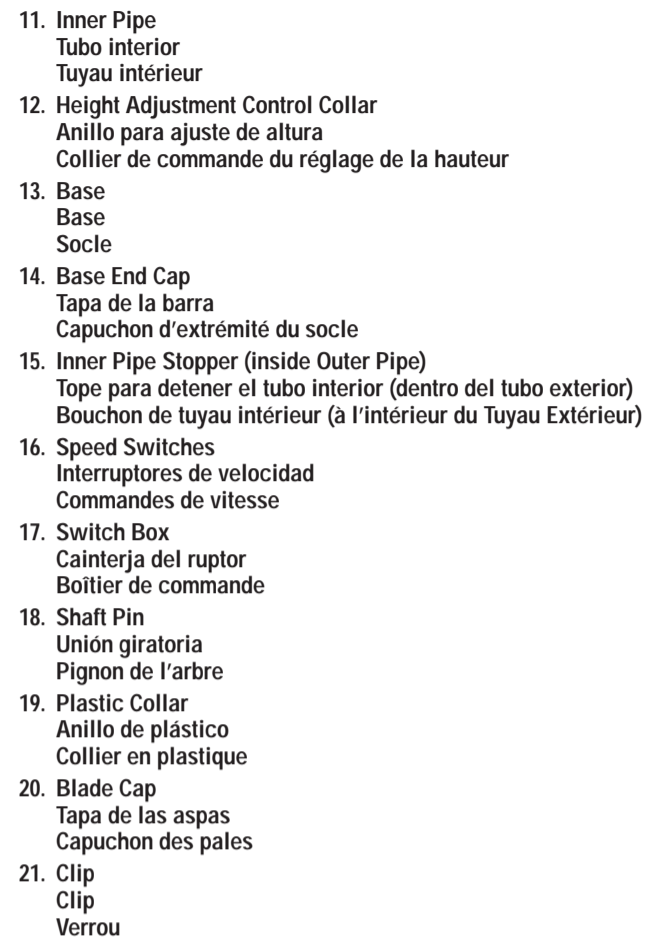 11. Inner Pipe
Tubo interior
Tuyau intérieur
12. Height Adjustment Control Collar
Anillo para ajuste de altura
Collier de commande du réglage de la hauteur
13. Base
Base
Socle
14. Base End Cap
Tapa de la barra
Capuchon d'extrémité du socle
15. Inner Pipe Stopper (inside Outer Pipe)
Tope para detener el tubo interior (dentro del tubo exterior)
Bouchon de tuyau intérieur (à l'intérieur du Tuyau Extérieur)
16. Speed Switches
Interruptores de velocidad
Commandes de vitesse
17. Switch Box
Cainterja del ruptor
Boîtier de commande
18. Shaft Pin
Unión giratoria
Pignon de l'arbre
19. Plastic Collar
Anillo de plástico
Collier en plastique
20. Blade Cap
Tapa de las aspas
Capuchon des pales
21. Clip
Clip
Verrou